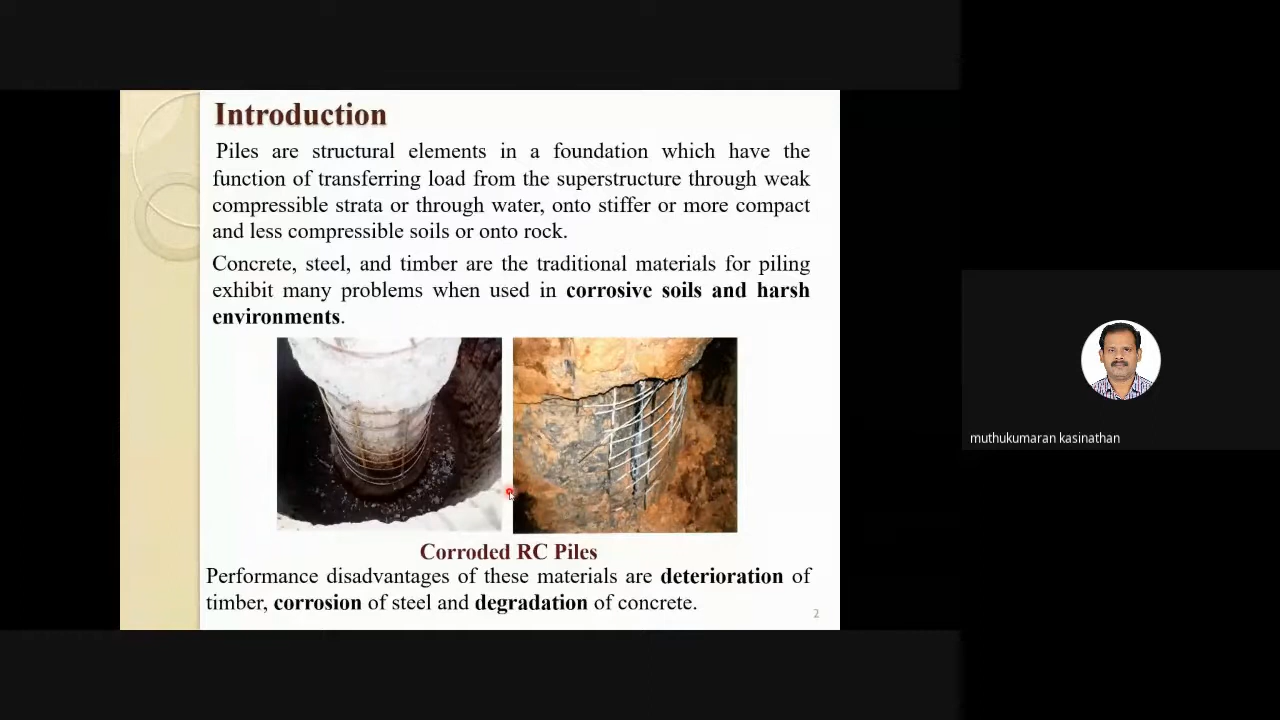 Introduction
Piles are structural elements in a foundation which have the
function of transferring load from the superstructure through weak
compressible strata or through water, onto stiffer or more compact
and less compressible soils or onto rock.
Concrete, steel, and timber are the traditional materials for piling
exhibit many problems when used in corrosive soils and harsh
environments.
Corroded RC Piles
Performance disadvantages of these materials are deterioration of
timber, corrosion of steel and degradation of concrete.
2
muthukumaran kasinathan